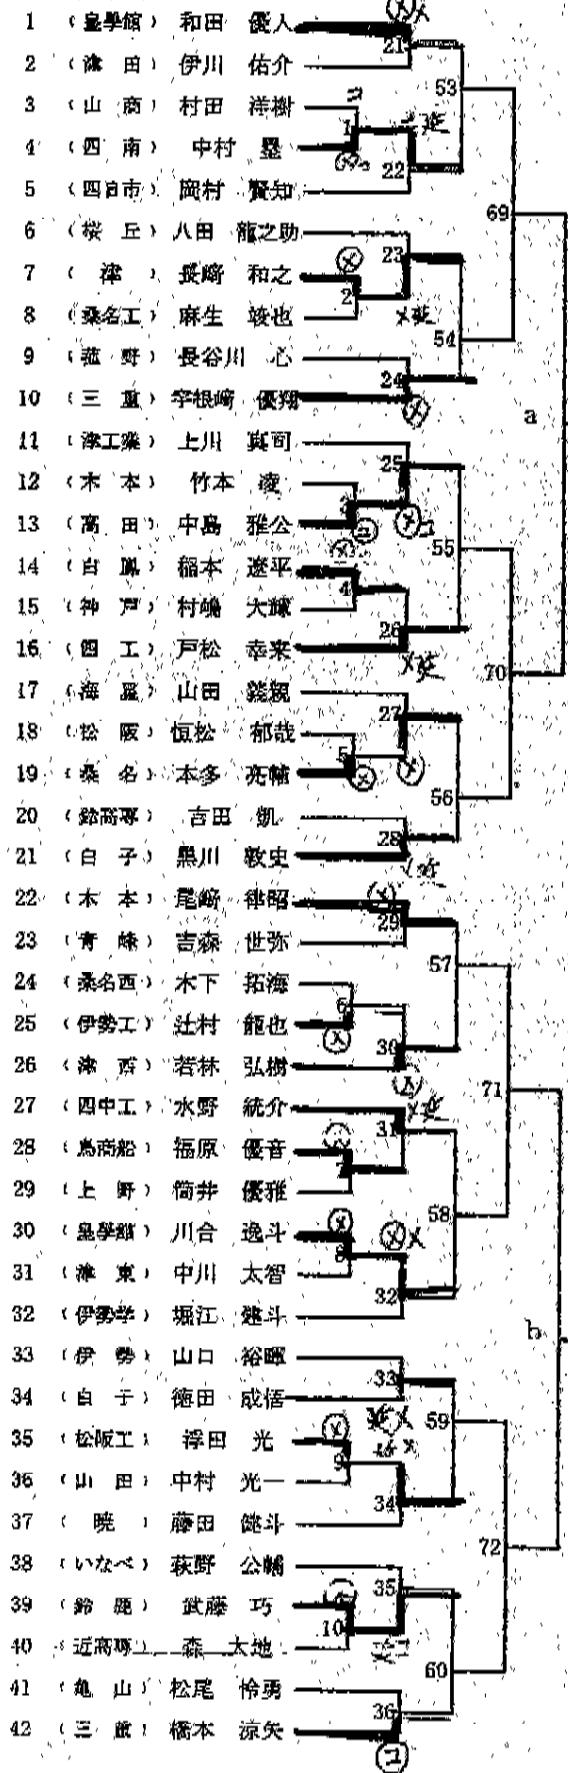 1 （皇學館） 和田 優人
2 （津田） 伊川 佑介
3 （山商） 村田 洋樹
4 （四南） 中村 塁
5 （四日市） 岡村 賢知
6 （桜丘） 八田 龍之助
7 （津） 長崎 和之
8 （桑名工） 麻生 竣也
9 （菰野） 長谷川 心
10 （三重） 宇根崎 優翔
11 （津工業） 上川 真司
12 （木本） 竹本 凌
13 （高田） 中島 雅公
14 （白鳳） 稲本 遼平
15 （神戸） 村嶋 大輝
16 （四工） 戸松 幸来
17 （海星） 山田
18 （松阪） 恒松 郁哉
19 （桑名） 本多 亮輔
20 （鈴高専） 吉田 凱
21 （白子） 黒川 敦史
22 （木本） 尾崎 律昭
23 （青峰） 吉森 世弥
24 （桑名西） 木下 拓海
25 （伊勢工） 辻村 龍也
26 （津西） 若林 弘樹
27 （四中工） 水野 統介
28 （鳥商船） 福原 優音
29 （上野） 筒井 優雅
30 （皇學館） 川合 逸斗
31 （津東） 中川 太智
32 （伊勢学） 堀江 健斗
33 （伊勢） 山口 裕暉
34 （白子） 徳田 成悟
35 （松阪工） 浮田 光
36 （山田） 中村 光一
37 （暁） 藤田 健斗
38 （いなべ） 萩野 公輔
39 （鈴鹿） 武藤 巧
40 （近高専） 森 太地
41 （亀山） 松尾 怜勇
42 （三重） 橋本 涼矢
21
53
1
22
69
23
2
54
24
a
25
3
55
4
26
70
27
5
56
28
29
57
6
30
71
31
7
58
8
32
b
33
59
9
34
72
35
10
60
36